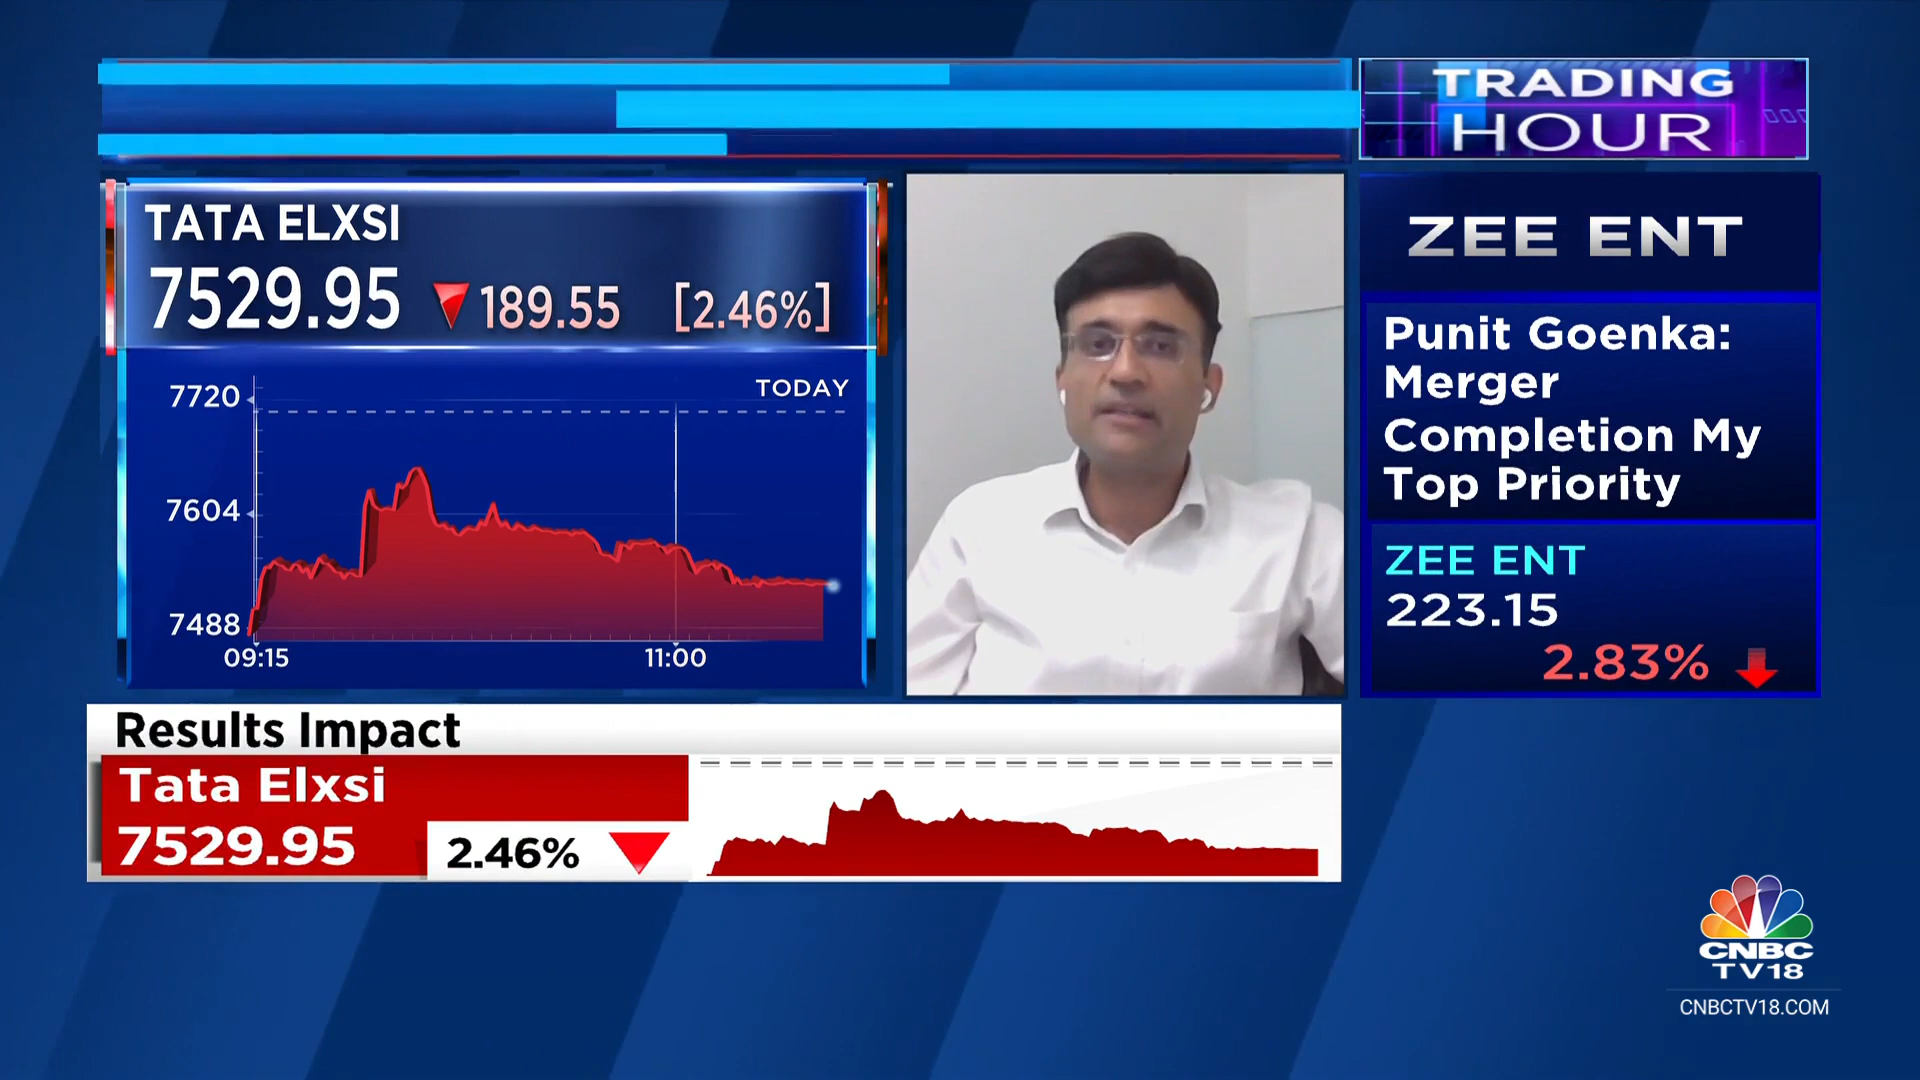 TRADING
HOUR
TATA ELXSI
7529.95 189.55 [2.46%]
TODAY
7720
7604
7488
09:15 11:00
ZEE ENT
Punit Goenka:
Merger
Completion My
Top Priority
ZEE ENT
223.15
2.83%
Results Impact
Tata Elxsi
7529.95
2.46%
CNBC
TV18
CNBCTV18.COM